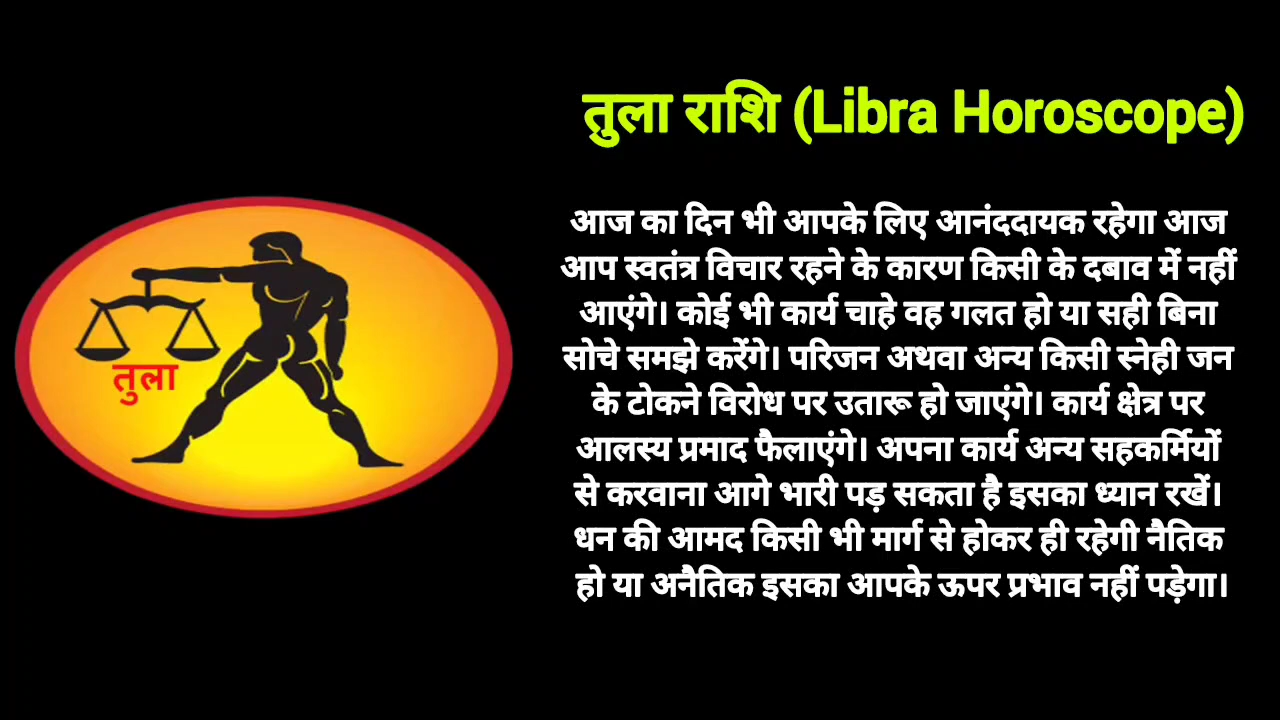 तुला राशि (Libra Horoscope)
आज का दिन भी आपके लिए आनंददायक रहेगा आज
आप स्वतंत्र विचार रहने के कारण किसी के दबाव में नहीं
आएंगे। कोई भी कार्य चाहे वह गलत हो या सही बिना
सोचे समझे करेंगे। परिजन अथवा अन्य किसी स्नेही जन
के टोकने विरोध पर उतारू हो जाएंगे। कार्य क्षेत्र पर
आलस्य प्रमाद फैलाएंगे। अपना कार्य अन्य सहकर्मियों
से करवाना आगे भारी पड़ सकता है इसका ध्यान रखें।
धन की आमद किसी भी मार्ग से होकर ही रहेगी नैतिक
हो या अनैतिक इसका आपके ऊपर प्रभाव नहीं पड़ेगा।
तुला